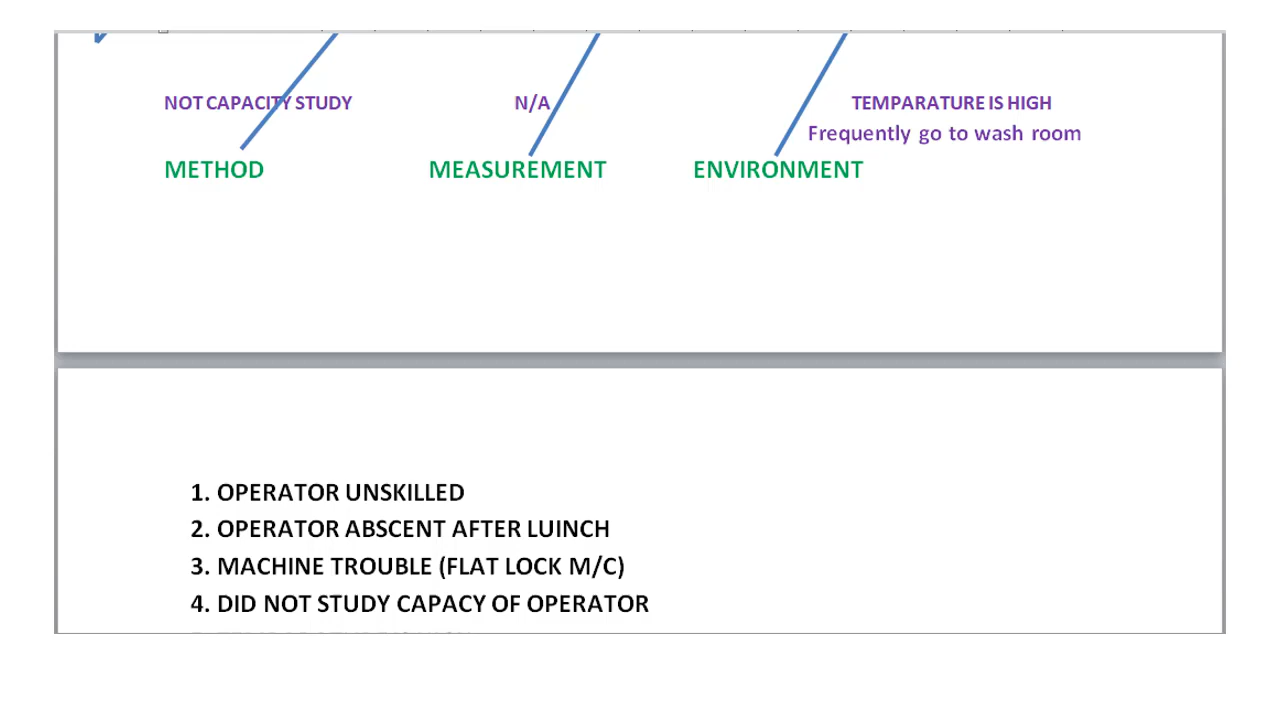 NOT CAPACITY STUDY N/A TEMPARATURE IS HIGH
Frequently go to wash room
METHOD MEASUREMENT ENVIRONMENT
1. OPERATOR UNSKILLED
2. OPERATOR ABSCENT AFTER LUINCH
3. MACHINE TROUBLE (FLAT LOCK M/C)
4. DID NOT STUDY CAPACY OF OPERATOR